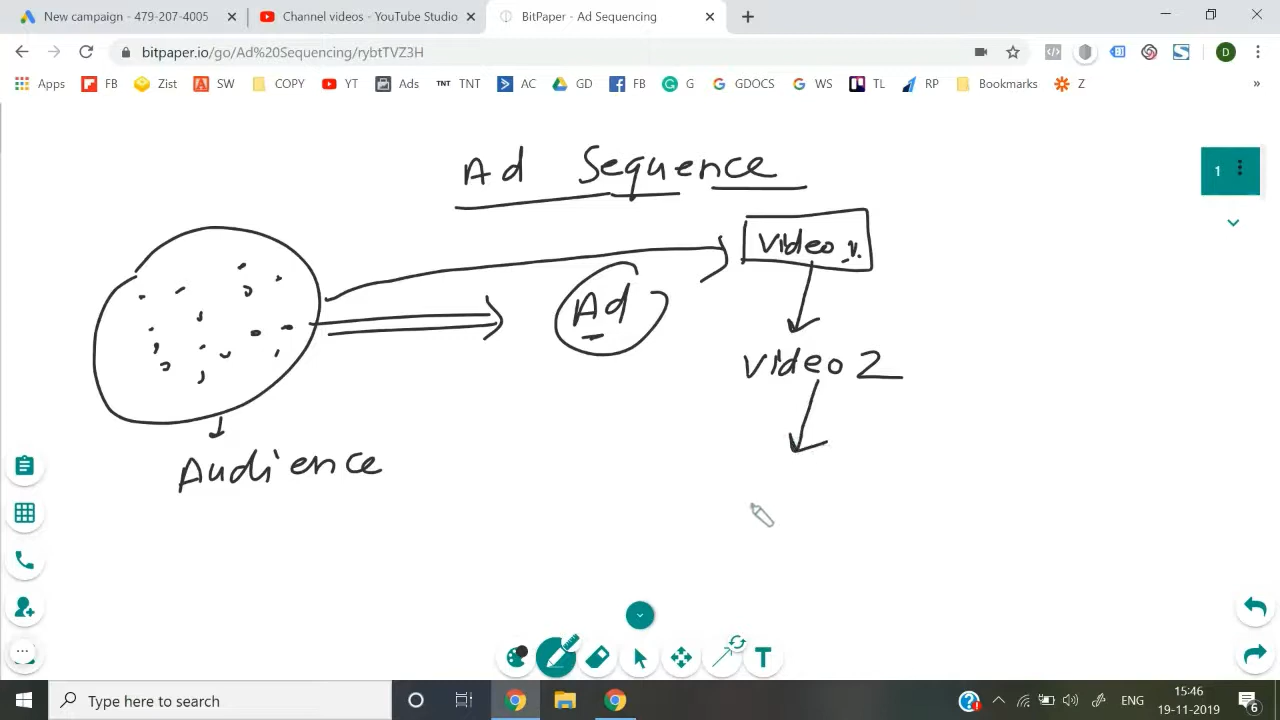 New campaign - 479-207-4005
Channel videos - YouTube Studio
BitPaper - Ad Sequencing
bitpaper.io/go/Ad%20Sequencing/rybtTVZ3H
D
Apps FB Zist SW COPY YT Ads TNT TNT AC GD FB G GDOCS WS TL RP Bookmarks Z »
Ad Sequence
1
Video 1.
Ad
Video 2
Audience
T
Type here to search
ENG
15:46
19-11-2019
6